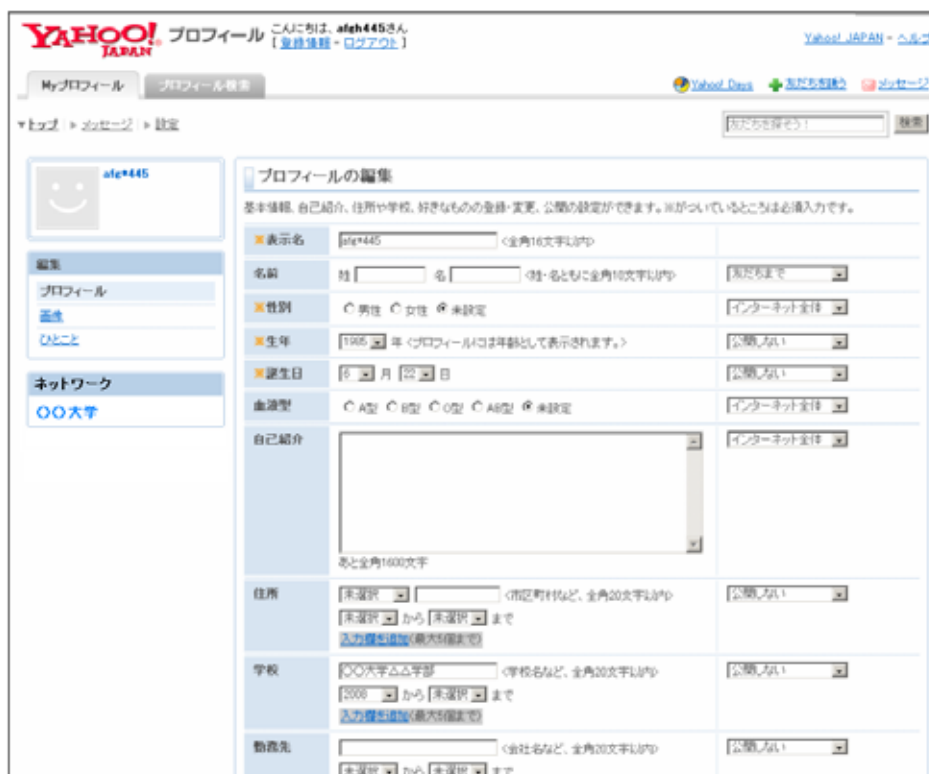 YAHOO! JAPAN プロフィール こんにちは、afgh445さん
[登録情報 - ログアウト]
Yahoo! JAPAN - ヘルプ
Myプロフィール プロフィール検索
Yahoo! Days 友だちを誘う メッセージ
▼トップ ▶ メッセージ ▶ 設定
友だちを探そう! 検索
afg*445
編集
プロフィール
画像
ひとこと
ネットワーク
○○大学
プロフィールの編集
基本情報、自己紹介、住所や学校、好きなものの登録・変更、公開の設定ができます。※がついているところは必須入力です。
※表示名 afg*445 <全角16文字以内>
名前 姓 名 <姓・名ともに全角10文字以内> 友だちまで
※性別 男性 女性 未設定 インターネット全体
※生年 1985 年 <プロフィールには年齢として表示されます。> 公開しない
※誕生日 6 月 22 日 公開しない
血液型 A型 B型 O型 AB型 未設定 インターネット全体
自己紹介 インターネット全体
あと全角1600文字
住所 未選択 <市区町村など、全角20文字以内> 公開しない
未選択 から 未選択 まで
入力欄を追加(最大5個まで)
学校 ○○大学△△学部 <学校名など、全角20文字以内> 公開しない
2008 から 未選択 まで
入力欄を追加(最大5個まで)
勤務先 <会社名など、全角20文字以内> 公開しない
未選択 から 未選択 まで